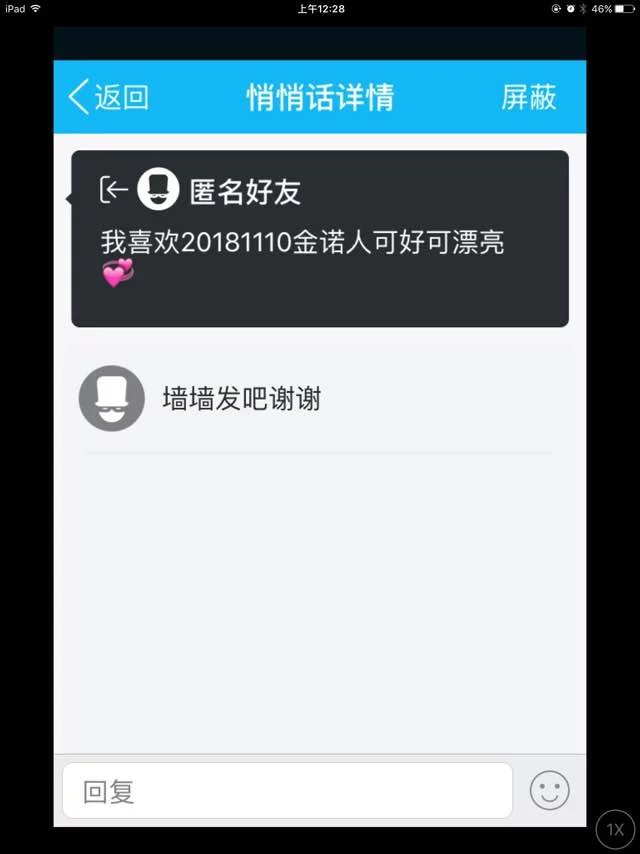 iPad 上午12:28 46%
返回 悄悄话详情 屏蔽
匿名好友
我喜欢20181110金诺人可好可漂亮
💞
墙墙发吧谢谢
回复
1X